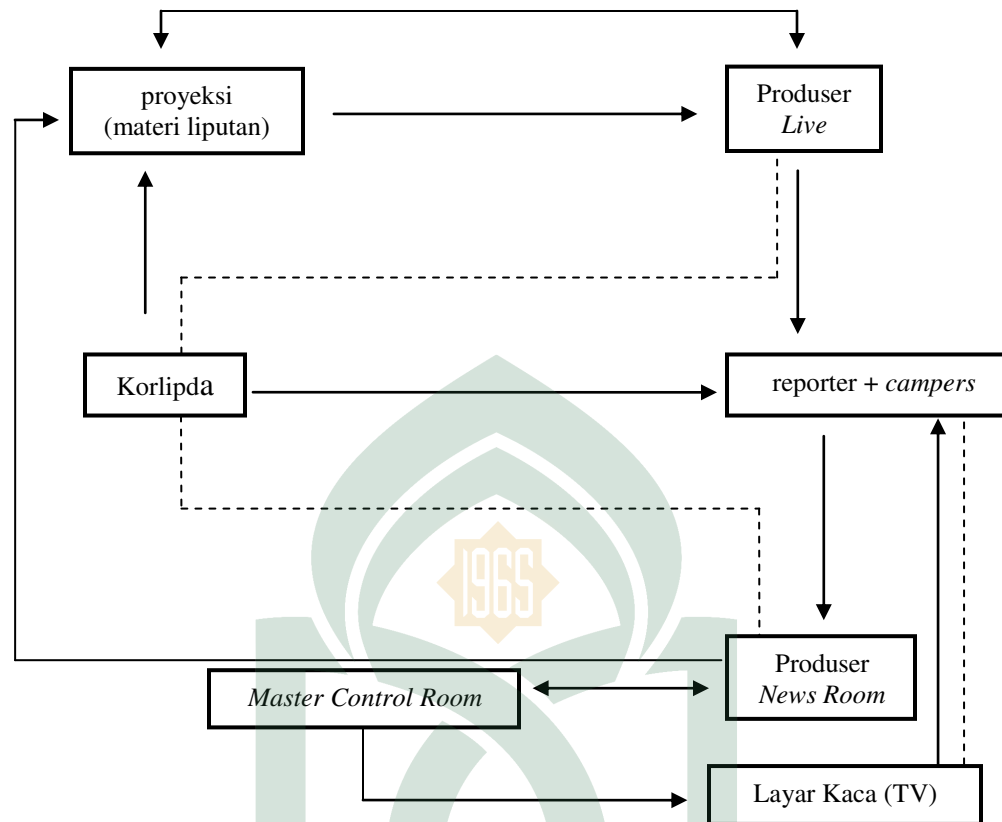 proyeksi
(materi liputan)
Produser
Live
Korlipda
reporter + campers
1965
Produser
News Room
Master Control Room
Layar Kaca (TV)